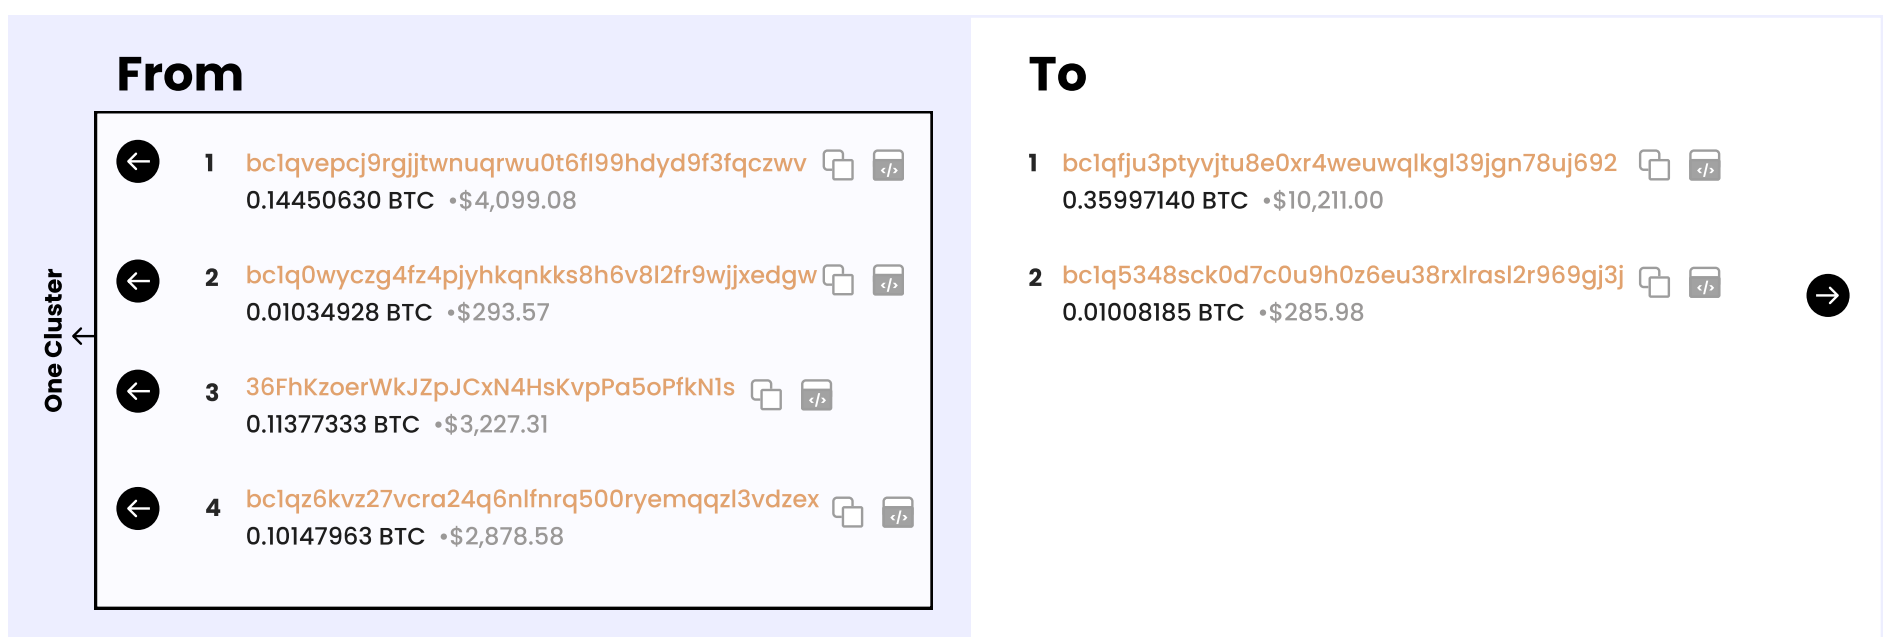 From
One Cluster
1 bc1qvepcj9rgjjtwnuqrwu0t6fl99hdyd9f3fqczwv
0.14450630 BTC •$4,099.08
2 bc1q0wyczg4fz4pjyhkqnkks8h6v8l2fr9wjjxedgw
0.01034928 BTC •$293.57
3 36FhKzoerWkJZpJCxN4HsKvpPa5oPfkN1s
0.11377333 BTC •$3,227.31
4 bc1qz6kvz27vcra24q6nlfnrq500ryemqqzl3vdzex
0.10147963 BTC •$2,878.58
To
1 bc1qfju3ptyvjtu8e0xr4weuwqlkgl39jgn78uj692
0.35997140 BTC •$10,211.00
2 bc1q5348sck0d7c0u9h0z6eu38rxlrasl2r969gj3j
0.01008185 BTC •$285.98